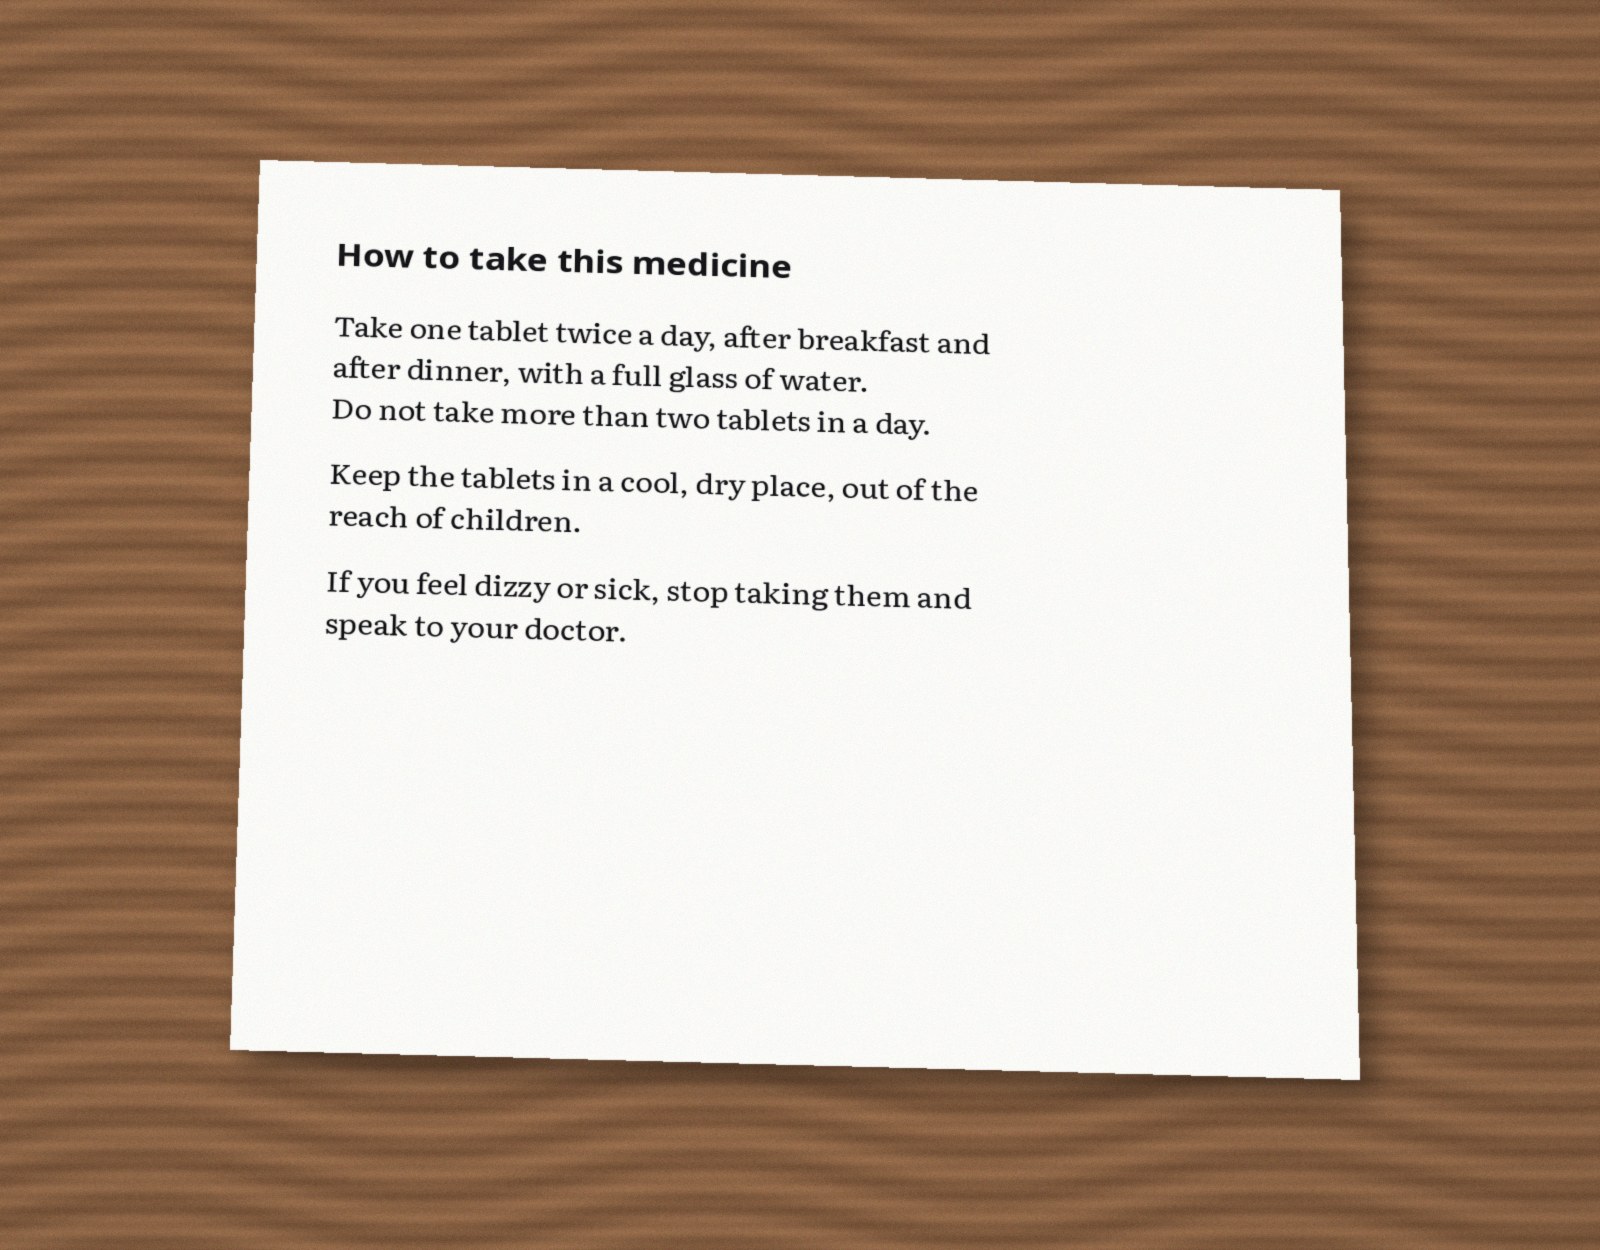 How to take this medicine
Take one tablet twice a day, after breakfast and
after dinner, with a full glass of water.
Do not take more than two tablets in a day.
Keep the tablets in a cool, dry place, out of the
reach of children.
If you feel dizzy or sick, stop taking them and
speak to your doctor.